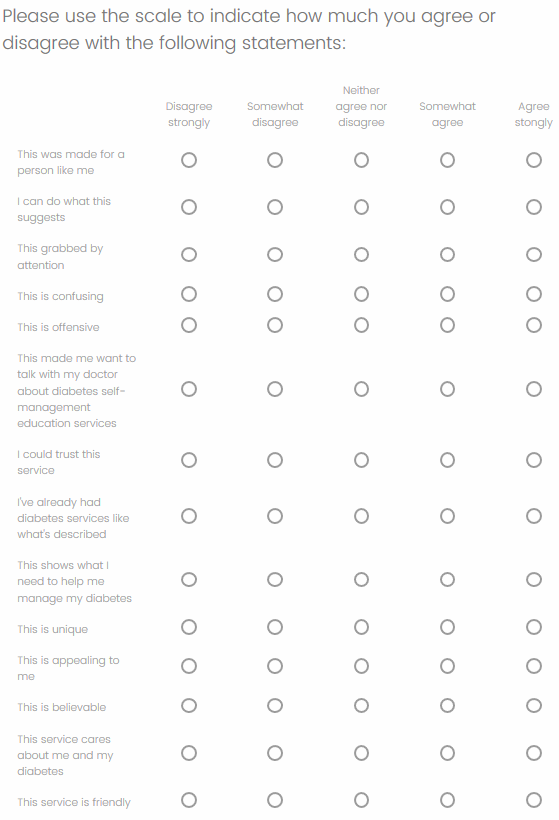 Please use the scale to indicate how much you agree or
disagree with the following statements:
Disagree
strongly
Somewhat
disagree
Neither
agree nor
disagree
Somewhat
agree
Agree
stongly
This was made for a
person like me
I can do what this
suggests
This grabbed by
attention
This is confusing
This is offensive
This made me want to
talk with my doctor
about diabetes self-
management
education services
I could trust this
service
I've already had
diabetes services like
what's described
This shows what I
need to help me
manage my diabetes
This is unique
This is appealing to
me
This is believable
This service cares
about me and my
diabetes
This service is friendly